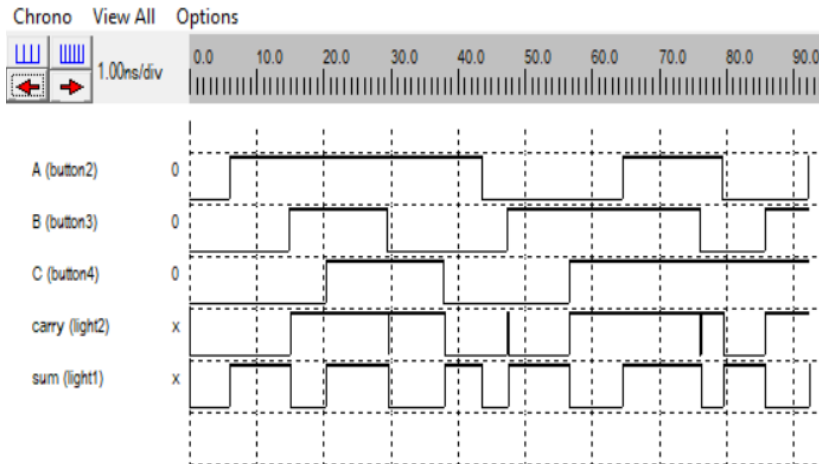 Chrono View All Options
1.00ns/div 0.0 10.0 20.0 30.0 40.0 50.0 60.0 70.0 80.0 90.0
A (button2) 0
B (button3) 0
C (button4) 0
carry (light2) x
sum (light1) x